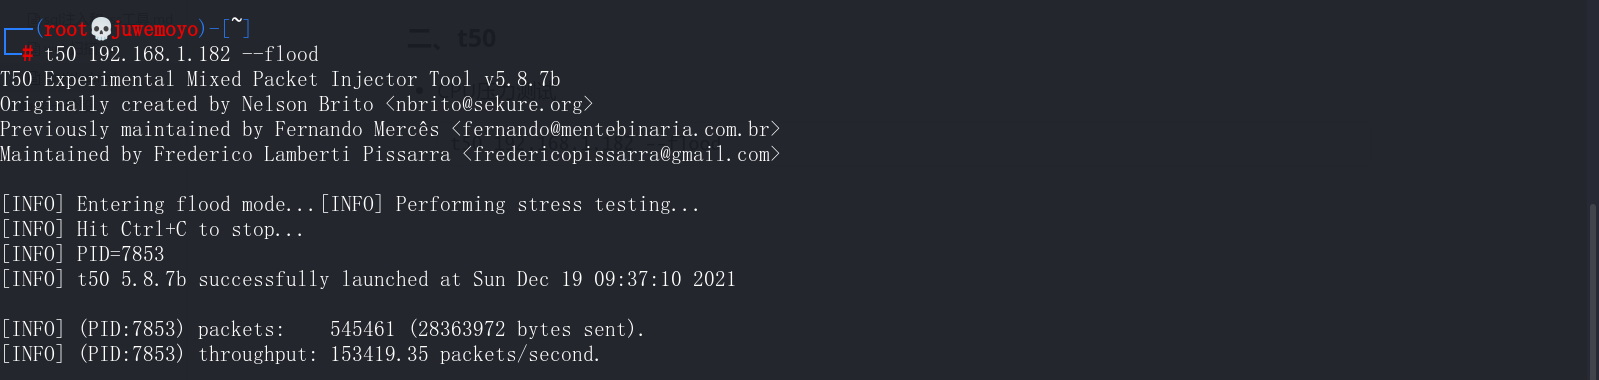 ┌──(root💀juwemoyo)-[~]
└─# t50 192.168.1.182 --flood
T50 Experimental Mixed Packet Injector Tool v5.8.7b
Originally created by Nelson Brito <nbrito@sekure.org>
Previously maintained by Fernando Mercês <fernando@mentebinaria.com.br>
Maintained by Frederico Lamberti Pissarra <fredericopissarra@gmail.com>
[INFO] Entering flood mode...[INFO] Performing stress testing...
[INFO] Hit Ctrl+C to stop...
[INFO] PID=7853
[INFO] t50 5.8.7b successfully launched at Sun Dec 19 09:37:10 2021
[INFO] (PID:7853) packets:    545461 (28363972 bytes sent).
[INFO] (PID:7853) throughput: 153419.35 packets/second.
二、t50